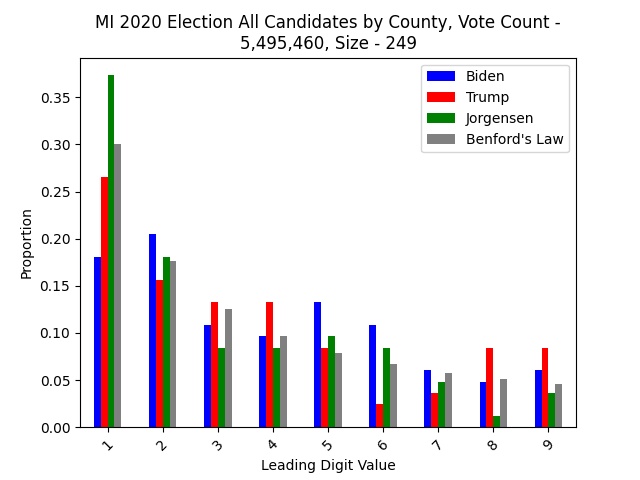 MI 2020 Election All Candidates by County, Vote Count -
5,495,460, Size - 249
Biden
Trump
Jorgensen
Benford's Law
0.35
0.30
0.25
0.20
0.15
0.10
0.05
0.00
Proportion
1 2 3 4 5 6 7 8 9
Leading Digit Value